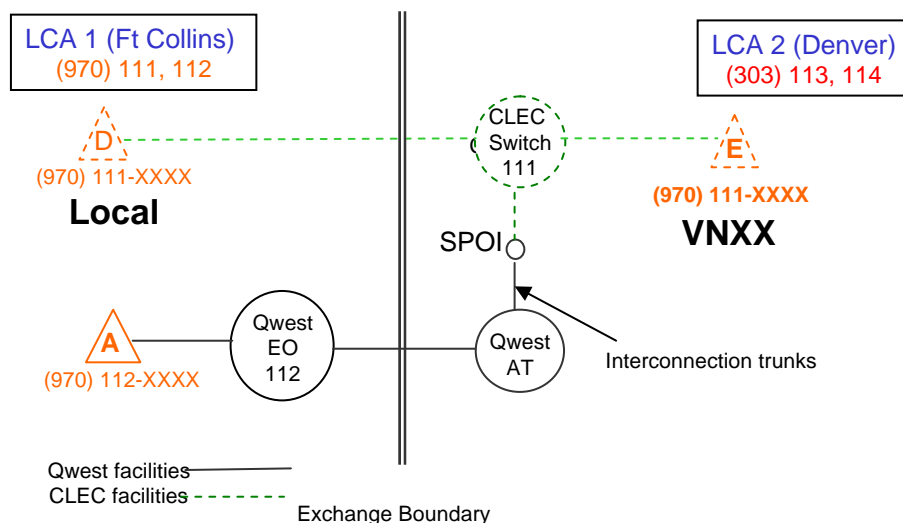 LCA 1 (Ft Collins)
(970) 111, 112
LCA 2 (Denver)
(303) 113, 114
D
CLEC
Switch
111
E
(970) 111-XXXX
Local
(970) 111-XXXX
VNXX
SPOI
A
Qwest
EO
112
Qwest
AT
Interconnection trunks
(970) 112-XXXX
Qwest facilities
CLEC facilities
Exchange Boundary